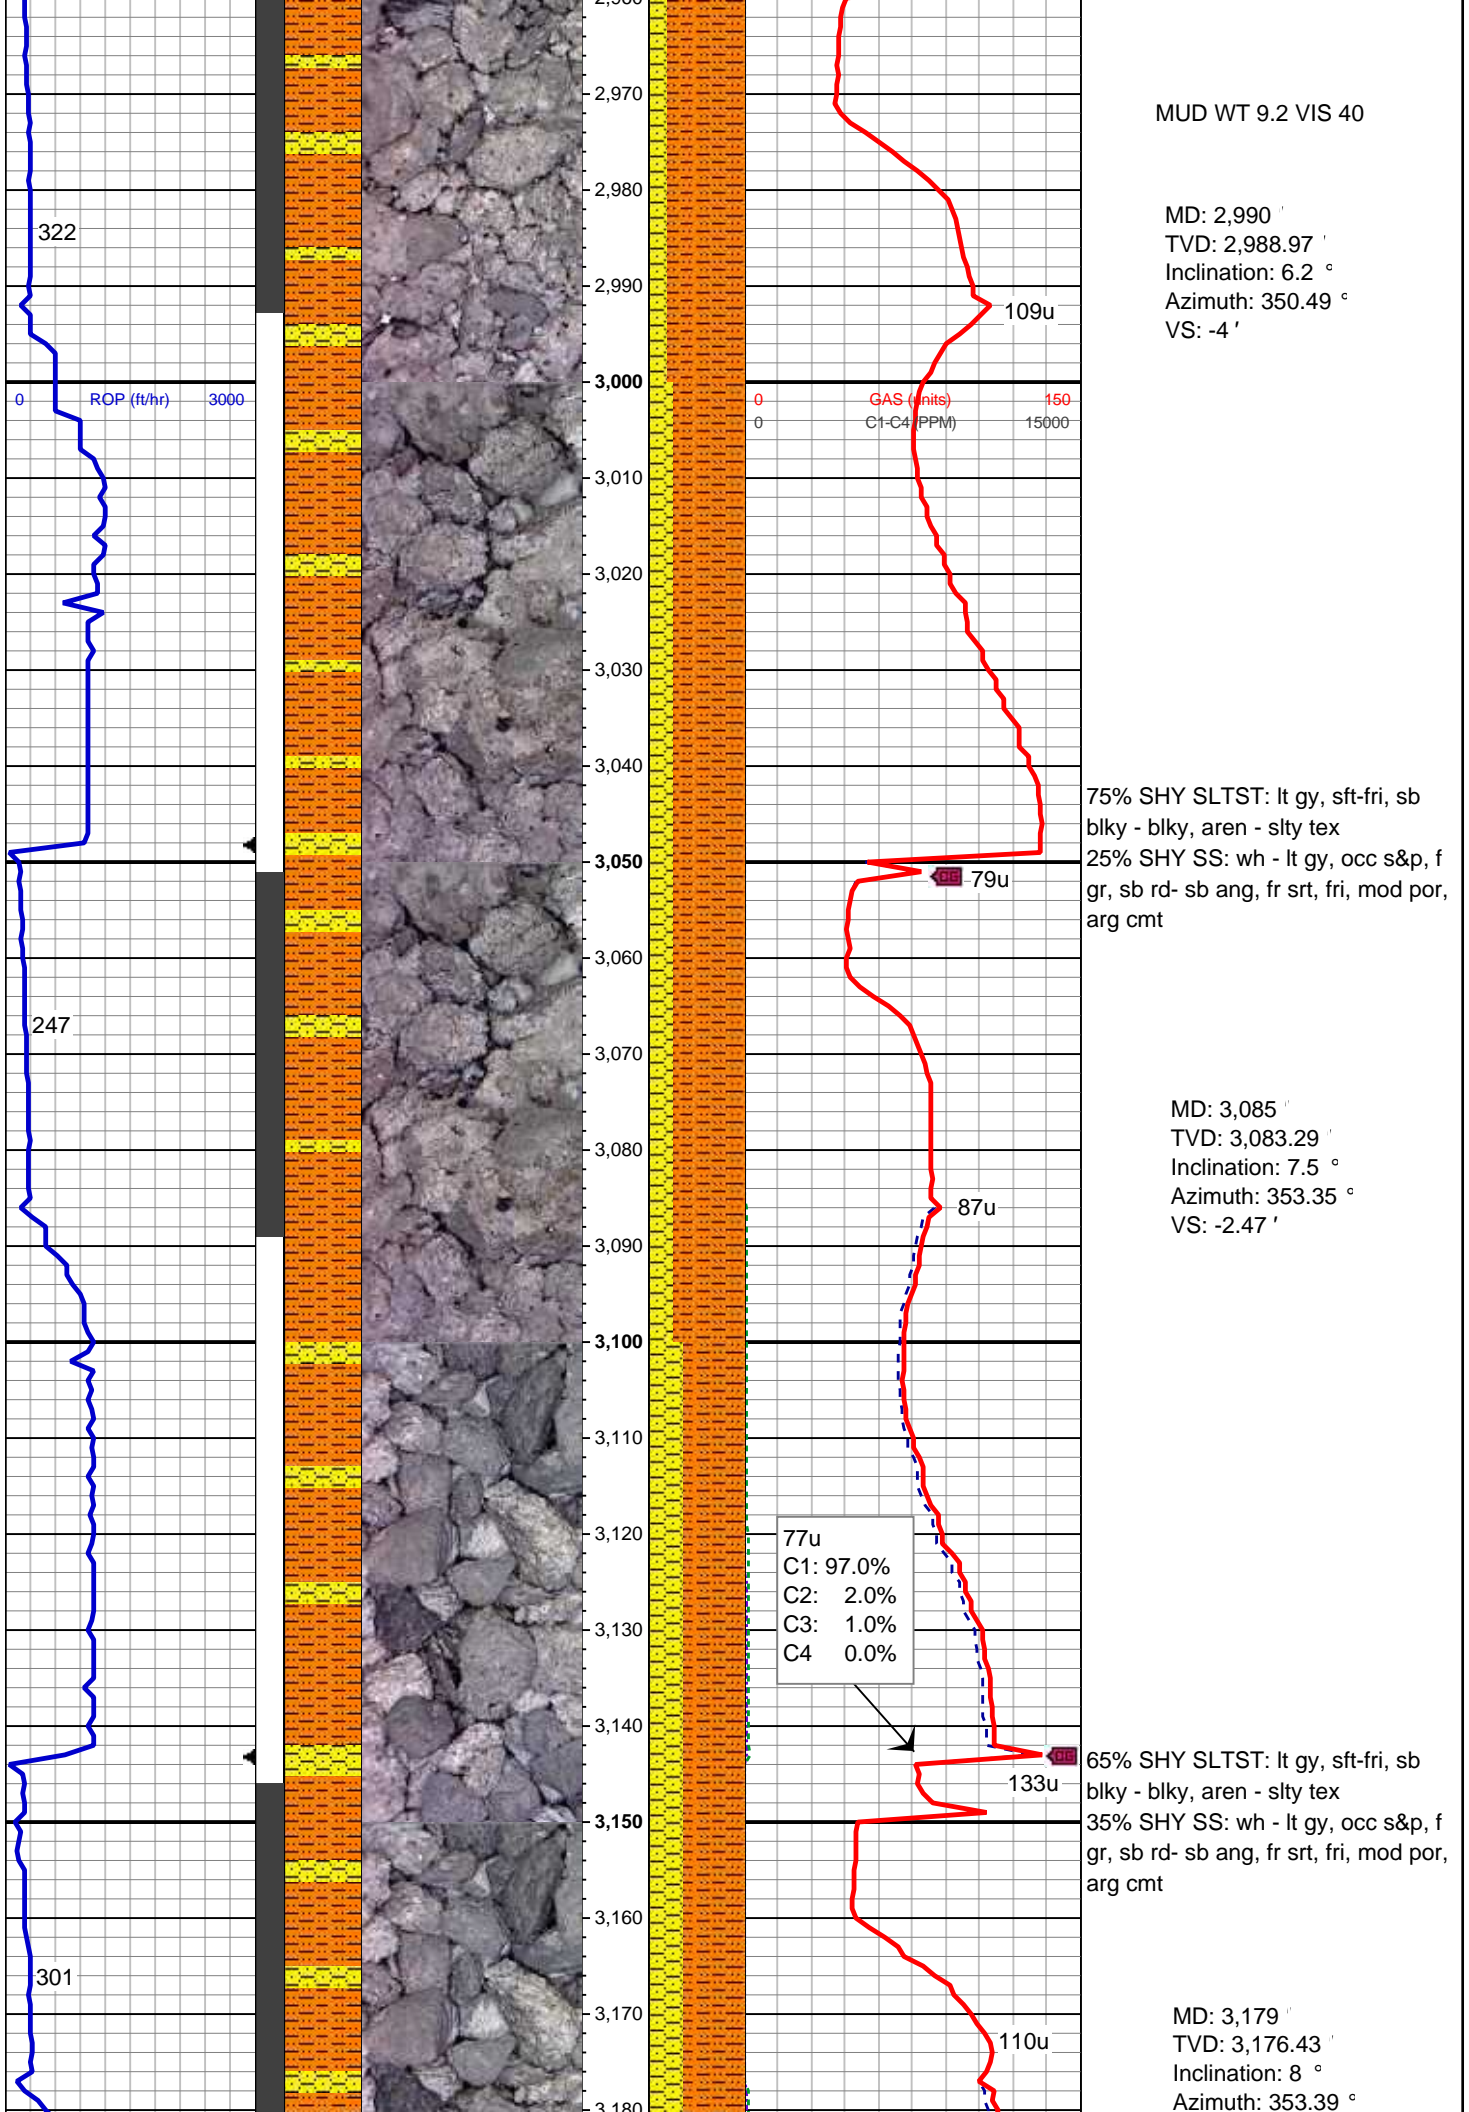 2,970
MUD WT 9.2 VIS 40
2,980
MD: 2,990 '
322
TVD: 2,988.97 '
Inclination: 6.2 °
2,990
Azimuth: 350.49 °
109u
VS: -4 '
3,000
0 ROP (ft/hr) 3000
0 GAS (units) 150
0 C1-C4 (PPM) 15000
3,010
3,020
3,030
3,040
75% SHY SLTST: lt gy, sft-fri, sb
blky - blky, aren - slty tex
3,050
25% SHY SS: wh - lt gy, occ s&p, f
CG 79u
gr, sb rd- sb ang, fr srt, fri, mod por,
arg cmt
3,060
247
3,070
MD: 3,085 '
TVD: 3,083.29 '
3,080
Inclination: 7.5 °
Azimuth: 353.35 °
87u
VS: -2.47 '
3,090
3,100
3,110
3,120
77u
C1: 97.0%
C2: 2.0%
C3: 1.0%
C4 0.0%
3,130
3,140
CG
65% SHY SLTST: lt gy, sft-fri, sb
133u
blky - blky, aren - slty tex
3,150
35% SHY SS: wh - lt gy, occ s&p, f
gr, sb rd- sb ang, fr srt, fri, mod por,
arg cmt
3,160
301
3,170
MD: 3,179 '
110u
TVD: 3,176.43 '
Inclination: 8 °
Azimuth: 353.39 °
3,180